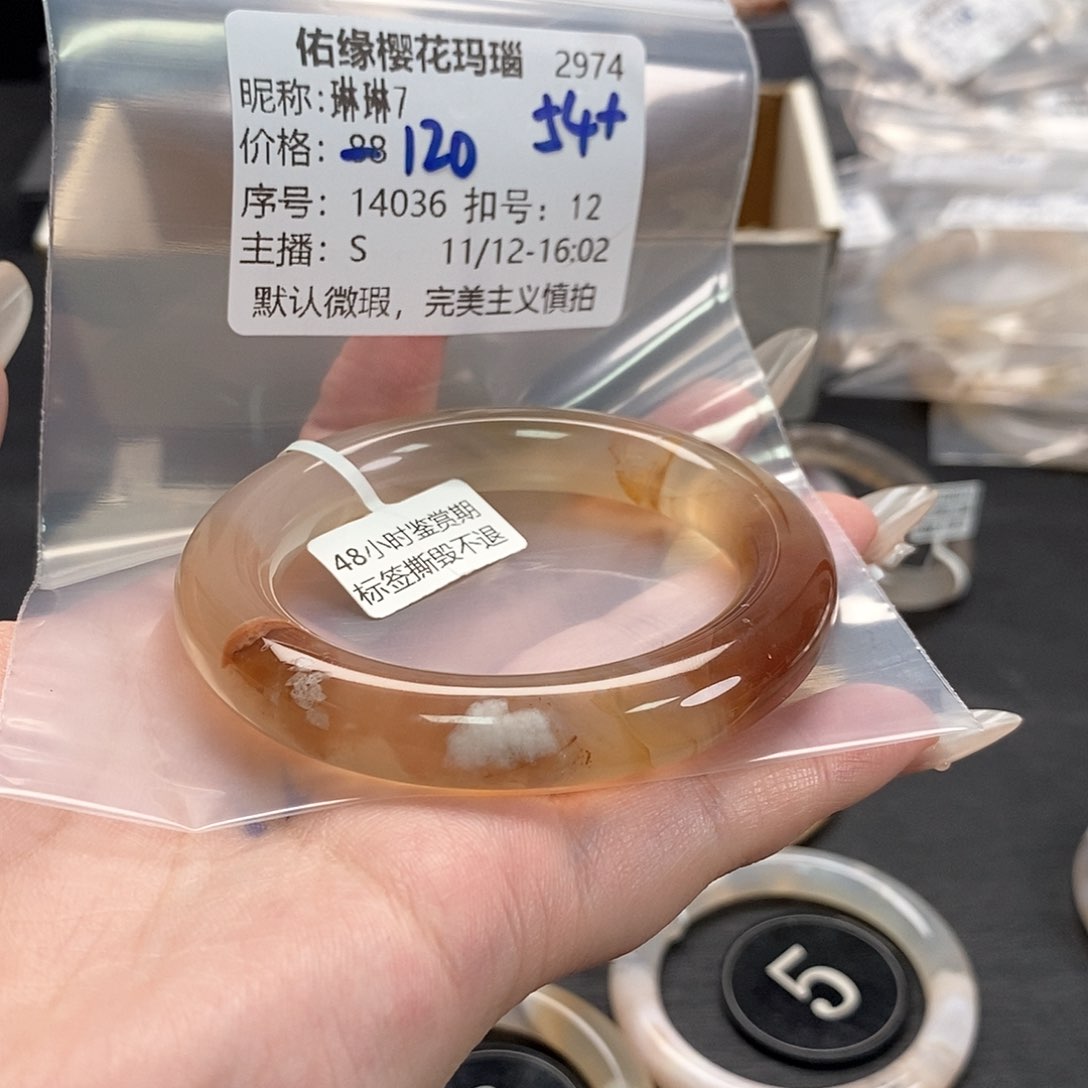 佑缘樱花玛瑙 2974
昵称:琳琳7 54+
价格: 88 120
序号: 14036 扣号: 12
主播: S 11/12-16:02
默认微瑕，完美主义慎拍
48小时鉴赏期
标签撕毁不退
5